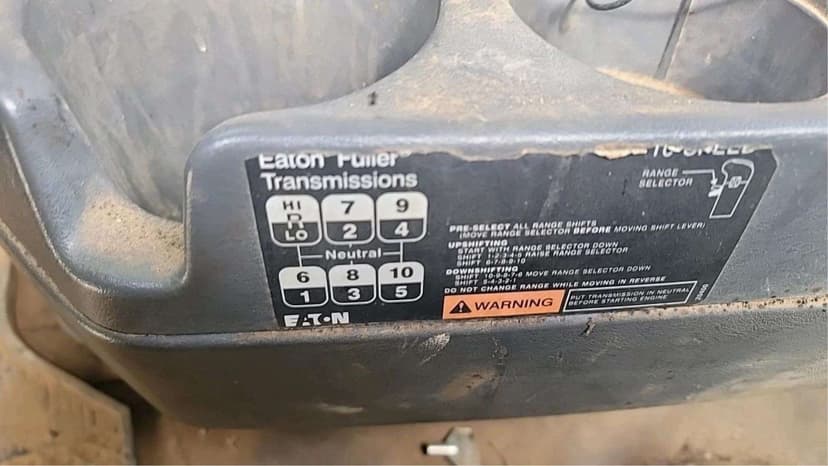 Eaton Fuller
Transmissions
HI 7 9
R 2 4
LO
Neutral
6 8 10
1 3 5
EATON
10-SPEED
RANGE
SELECTOR
PRE-SELECT ALL RANGE SHIFTS
(MOVE RANGE SELECTOR BEFORE MOVING SHIFT LEVER)
UPSHIFTING
START WITH RANGE SELECTOR DOWN
SHIFT 1-2-3-4-5 RAISE RANGE SELECTOR
SHIFT 6-7-8-9-10
DOWNSHIFTING
SHIFT 10-9-8-7-6 MOVE RANGE SELECTOR DOWN
SHIFT 5-4-3-2-1
DO NOT CHANGE RANGE WHILE MOVING IN REVERSE
WARNING
PUT TRANSMISSION IN NEUTRAL
BEFORE STARTING ENGINE